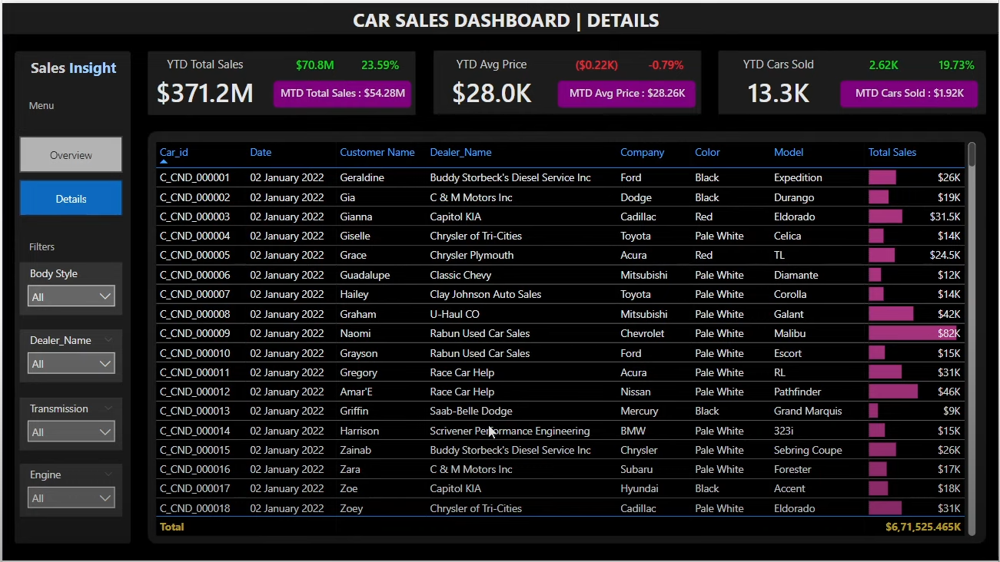 CAR SALES DASHBOARD | DETAILS
Sales Insight
Menu
Overview
Details
Filters
Body Style
All
Dealer_Name
All
Transmission
All
Engine
All
YTD Total Sales $70.8M 23.59%
$371.2M MTD Total Sales : $54.28M
YTD Avg Price ($0.22K) -0.79%
$28.0K MTD Avg Price : $28.26K
YTD Cars Sold 2.62K 19.73%
13.3K MTD Cars Sold : $1.92K
Car_id Date Customer Name Dealer_Name Company Color Model Total Sales
C_CND_000001 02 January 2022 Geraldine Buddy Storbeck's Diesel Service Inc Ford Black Expedition $26K
C_CND_000002 02 January 2022 Gia C & M Motors Inc Dodge Black Durango $19K
C_CND_000003 02 January 2022 Gianna Capitol KIA Cadillac Red Eldorado $31.5K
C_CND_000004 02 January 2022 Giselle Chrysler of Tri-Cities Toyota Pale White Celica $14K
C_CND_000005 02 January 2022 Grace Chrysler Plymouth Acura Red TL $24.5K
C_CND_000006 02 January 2022 Guadalupe Classic Chevy Mitsubishi Pale White Diamante $12K
C_CND_000007 02 January 2022 Hailey Clay Johnson Auto Sales Toyota Pale White Corolla $14K
C_CND_000008 02 January 2022 Graham U-Haul CO Mitsubishi Pale White Galant $42K
C_CND_000009 02 January 2022 Naomi Rabun Used Car Sales Chevrolet Pale White Malibu $82K
C_CND_000010 02 January 2022 Grayson Rabun Used Car Sales Ford Pale White Escort $15K
C_CND_000011 02 January 2022 Gregory Race Car Help Acura Pale White RL $31K
C_CND_000012 02 January 2022 Amar'E Race Car Help Nissan Pale White Pathfinder $46K
C_CND_000013 02 January 2022 Griffin Saab-Belle Dodge Mercury Black Grand Marquis $9K
C_CND_000014 02 January 2022 Harrison Scrivener Performance Engineering BMW Pale White 323i $15K
C_CND_000015 02 January 2022 Zainab Buddy Storbeck's Diesel Service Inc Chrysler Pale White Sebring Coupe $26K
C_CND_000016 02 January 2022 Zara C & M Motors Inc Subaru Pale White Forester $17K
C_CND_000017 02 January 2022 Zoe Capitol KIA Hyundai Black Accent $18K
C_CND_000018 02 January 2022 Zoey Chrysler of Tri-Cities Cadillac Pale White Eldorado $31K
Total $6,71,525.465K